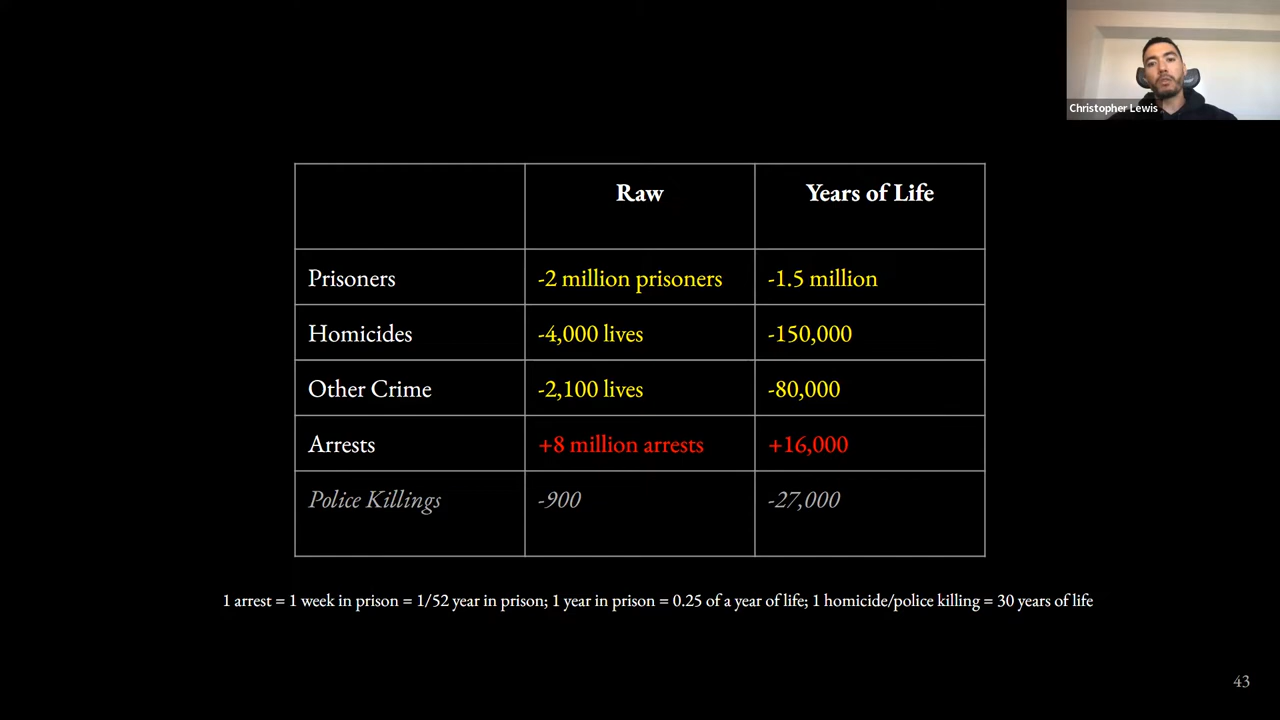 Christopher Lewis
Raw Years of Life
Prisoners -2 million prisoners -1.5 million
Homicides -4,000 lives -150,000
Other Crime -2,100 lives -80,000
Arrests +8 million arrests +16,000
Police Killings -900 -27,000
1 arrest = 1 week in prison = 1/52 year in prison; 1 year in prison = 0.25 of a year of life; 1 homicide/police killing = 30 years of life
43